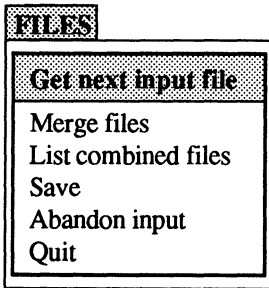 FILES
Get next input file
Merge files
List combined files
Save
Abandon input
Quit